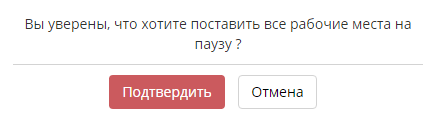 Вы уверены, что хотите поставить все рабочие места на
паузу ?
Подтвердить
Отмена